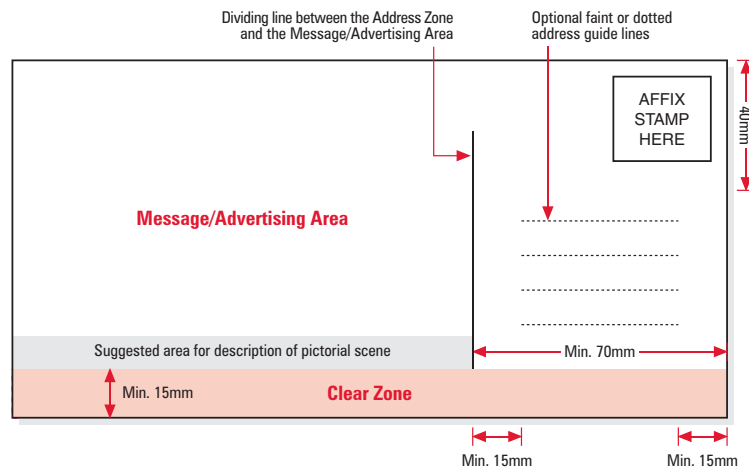 Dividing line between the Address Zone
and the Message/Advertising Area
Optional faint or dotted
address guide lines
AFFIX
STAMP
HERE
40mm
Message/Advertising Area
Suggested area for description of pictorial scene
Min. 70mm
Min. 15mm
Clear Zone
Min. 15mm
Min. 15mm